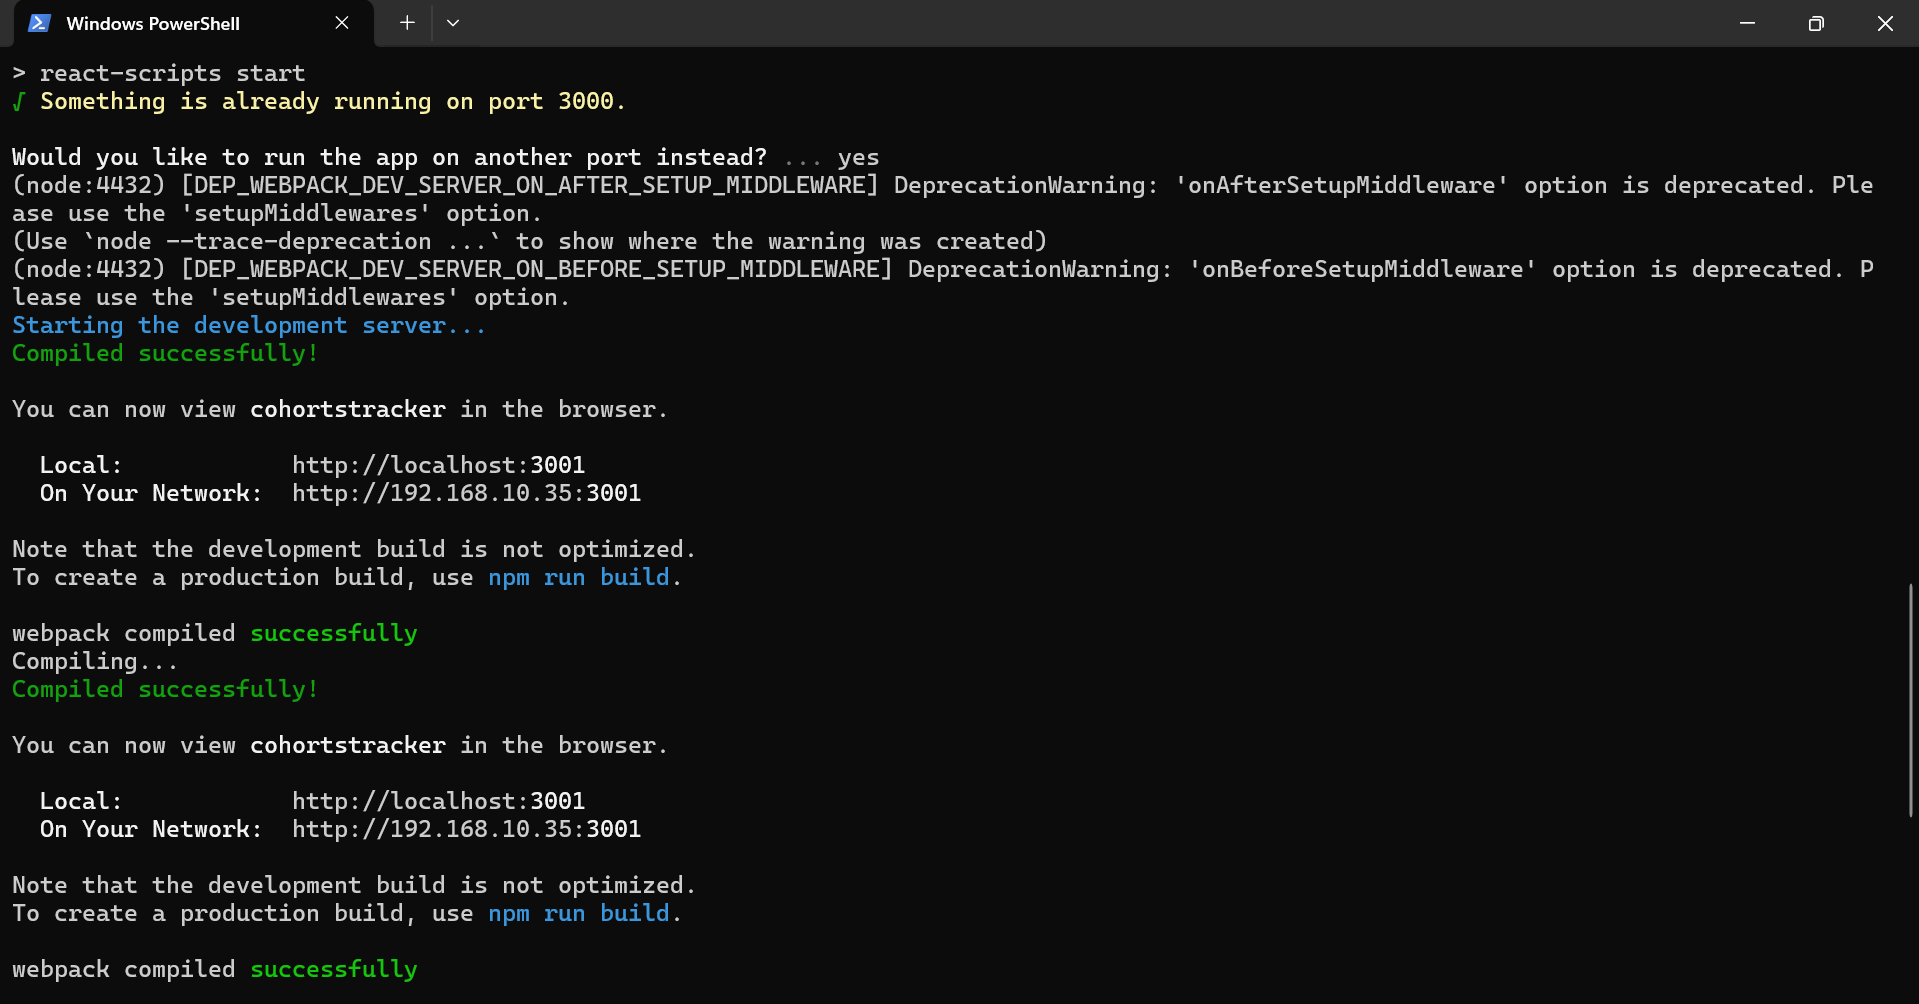 Windows PowerShell
> react-scripts start
√ Something is already running on port 3000.
Would you like to run the app on another port instead? ... yes
(node:4432) [DEP_WEBPACK_DEV_SERVER_ON_AFTER_SETUP_MIDDLEWARE] DeprecationWarning: 'onAfterSetupMiddleware' option is deprecated. Ple
ase use the 'setupMiddlewares' option.
(Use `node --trace-deprecation ...` to show where the warning was created)
(node:4432) [DEP_WEBPACK_DEV_SERVER_ON_BEFORE_SETUP_MIDDLEWARE] DeprecationWarning: 'onBeforeSetupMiddleware' option is deprecated. P
lease use the 'setupMiddlewares' option.
Starting the development server...
Compiled successfully!
You can now view cohortstracker in the browser.
Local:            http://localhost:3001
On Your Network:  http://192.168.10.35:3001
Note that the development build is not optimized.
To create a production build, use npm run build.
webpack compiled successfully
Compiling...
Compiled successfully!
You can now view cohortstracker in the browser.
Local:            http://localhost:3001
On Your Network:  http://192.168.10.35:3001
Note that the development build is not optimized.
To create a production build, use npm run build.
webpack compiled successfully